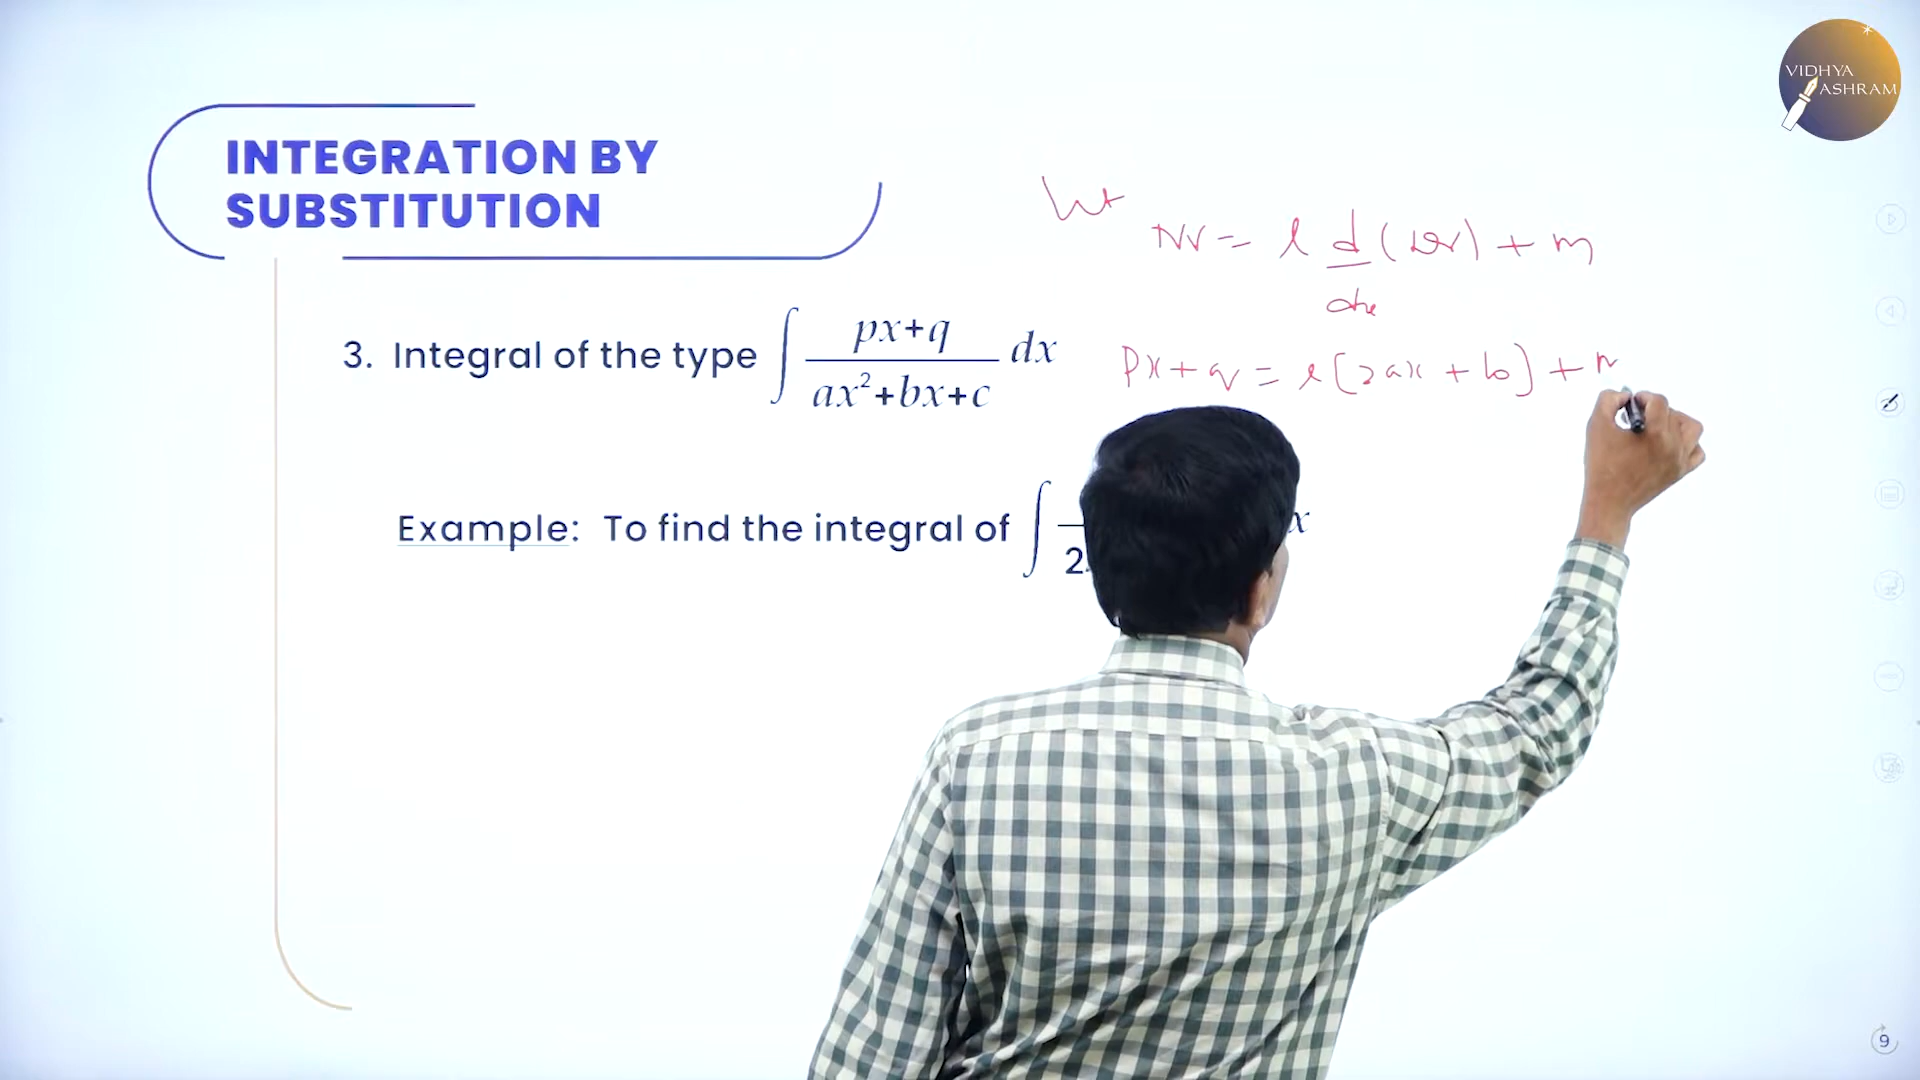 VIDHYA
ASHRAM
INTEGRATION BY
SUBSTITUTION
Let
Nr = l d/dx (Dr) + m
3. Integral of the type ∫ px+q / ax²+bx+c dx
px + q = l [2ax + b] + m
Example: To find the integral of ∫ 2 x
9